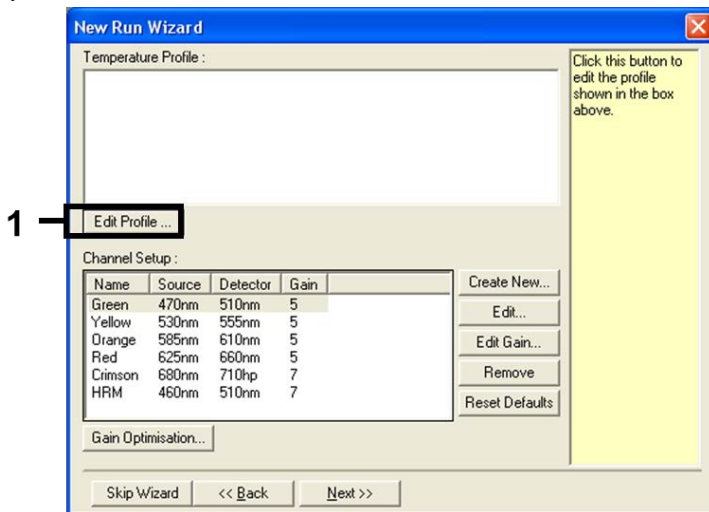 New Run Wizard
Temperature Profile :
Click this button to
edit the profile
shown in the box
above.
1
Edit Profile ...
Channel Setup :
Name Source Detector Gain
Green 470nm 510nm 5
Yellow 530nm 555nm 5
Orange 585nm 610nm 5
Red 625nm 660nm 5
Crimson 680nm 710hp 7
HRM 460nm 510nm 7
Create New...
Edit...
Edit Gain...
Remove
Reset Defaults
Gain Optimisation...
Skip Wizard << Back Next >>